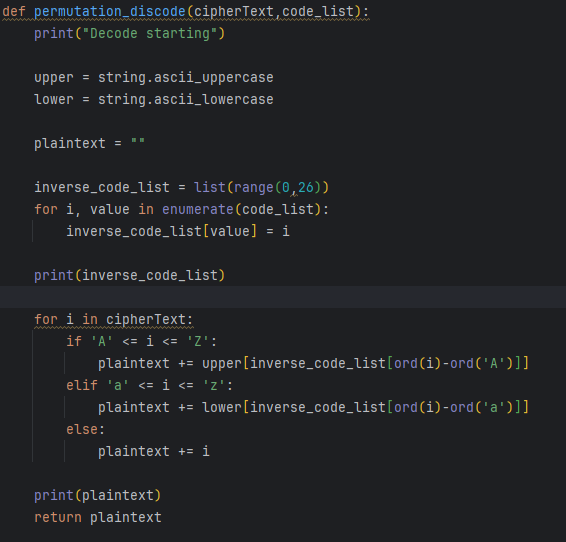 def permutation_discode(cipherText,code_list):
    print("Decode starting")

    upper = string.ascii_uppercase
    lower = string.ascii_lowercase

    plaintext = ""

    inverse_code_list = list(range(0,26))
    for i, value in enumerate(code_list):
        inverse_code_list[value] = i

    print(inverse_code_list)

    for i in cipherText:
        if 'A' <= i <= 'Z':
            plaintext += upper[inverse_code_list[ord(i)-ord('A')]]
        elif 'a' <= i <= 'z':
            plaintext += lower[inverse_code_list[ord(i)-ord('a')]]
        else:
            plaintext += i

    print(plaintext)
    return plaintext